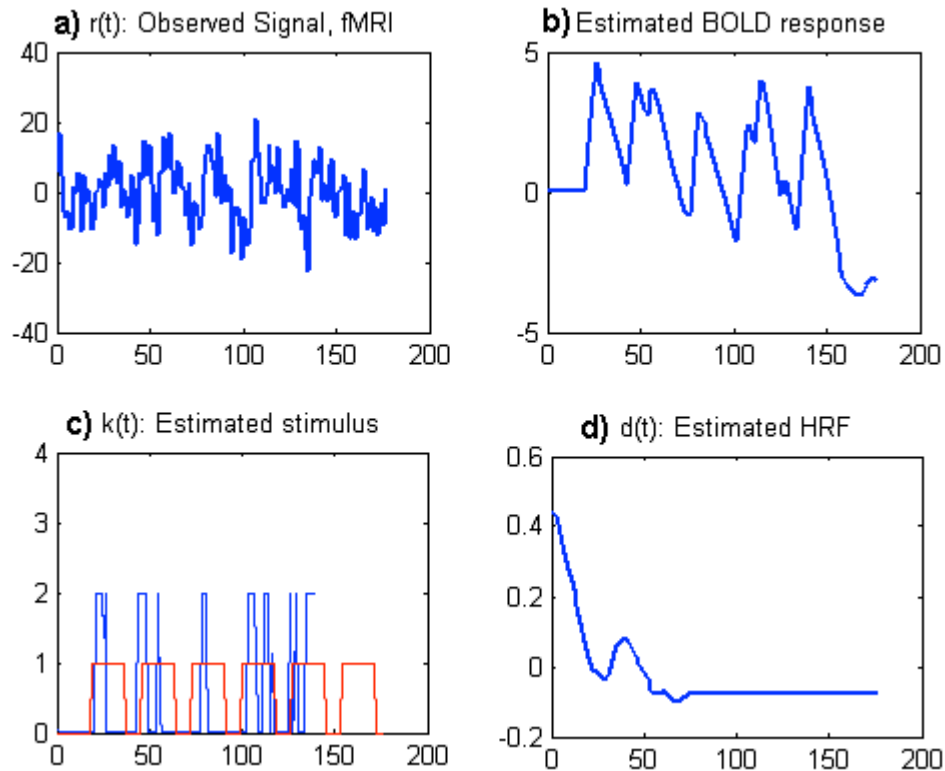 a) r(t): Observed Signal, fMRI
40
20
0
-20
-40
0 50 100 150 200
b) Estimated BOLD response
5
0
-5
0 50 100 150 200
c) k(t): Estimated stimulus
4
3
2
1
0
0 50 100 150 200
d) d(t): Estimated HRF
0.6
0.4
0.2
0
-0.2
0 50 100 150 200